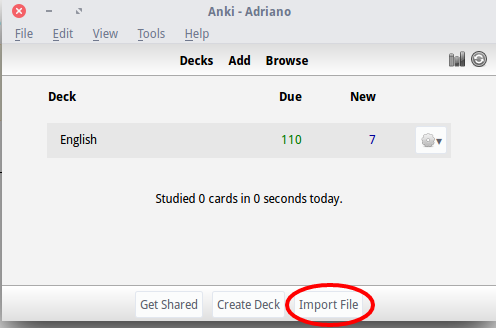 Anki - Adriano
File Edit View Tools Help
Decks Add Browse
Deck Due New
English 110 7
Studied 0 cards in 0 seconds today.
Get Shared Create Deck Import File